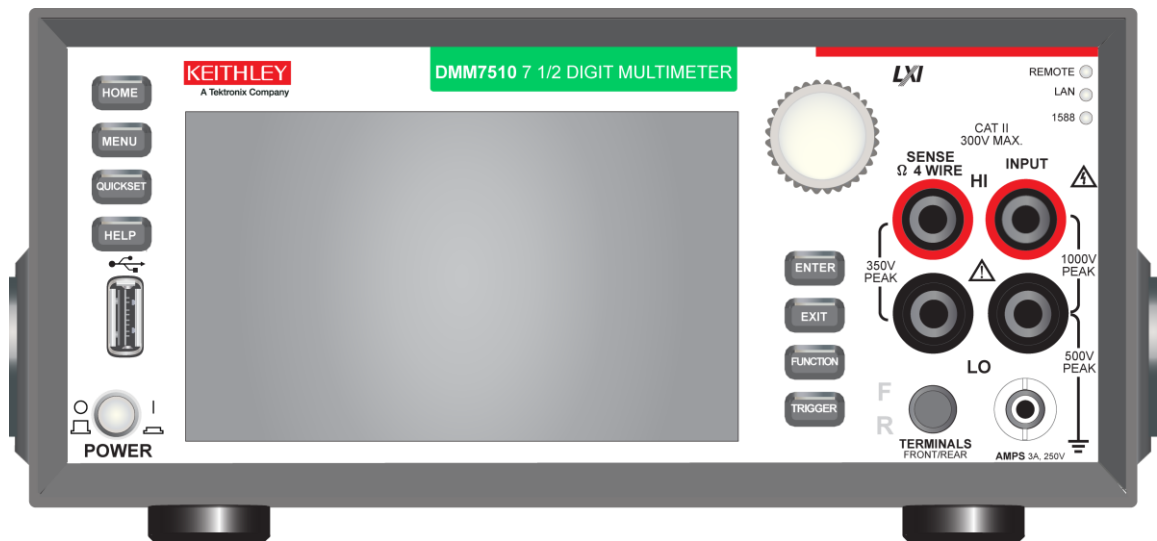 HOME
MENU
QUICKSET
HELP
POWER
KEITHLEY
A Tektronix Company
DMM7510 7 1/2 DIGIT MULTIMETER
ENTER
EXIT
FUNCTION
TRIGGER
LXI
REMOTE
LAN
1588
CAT II
300V MAX.
SENSE
Ω 4 WIRE
HI
INPUT
350V
PEAK
1000V
PEAK
LO
500V
PEAK
F
R
TERMINALS
FRONT/REAR
AMPS 3A, 250V